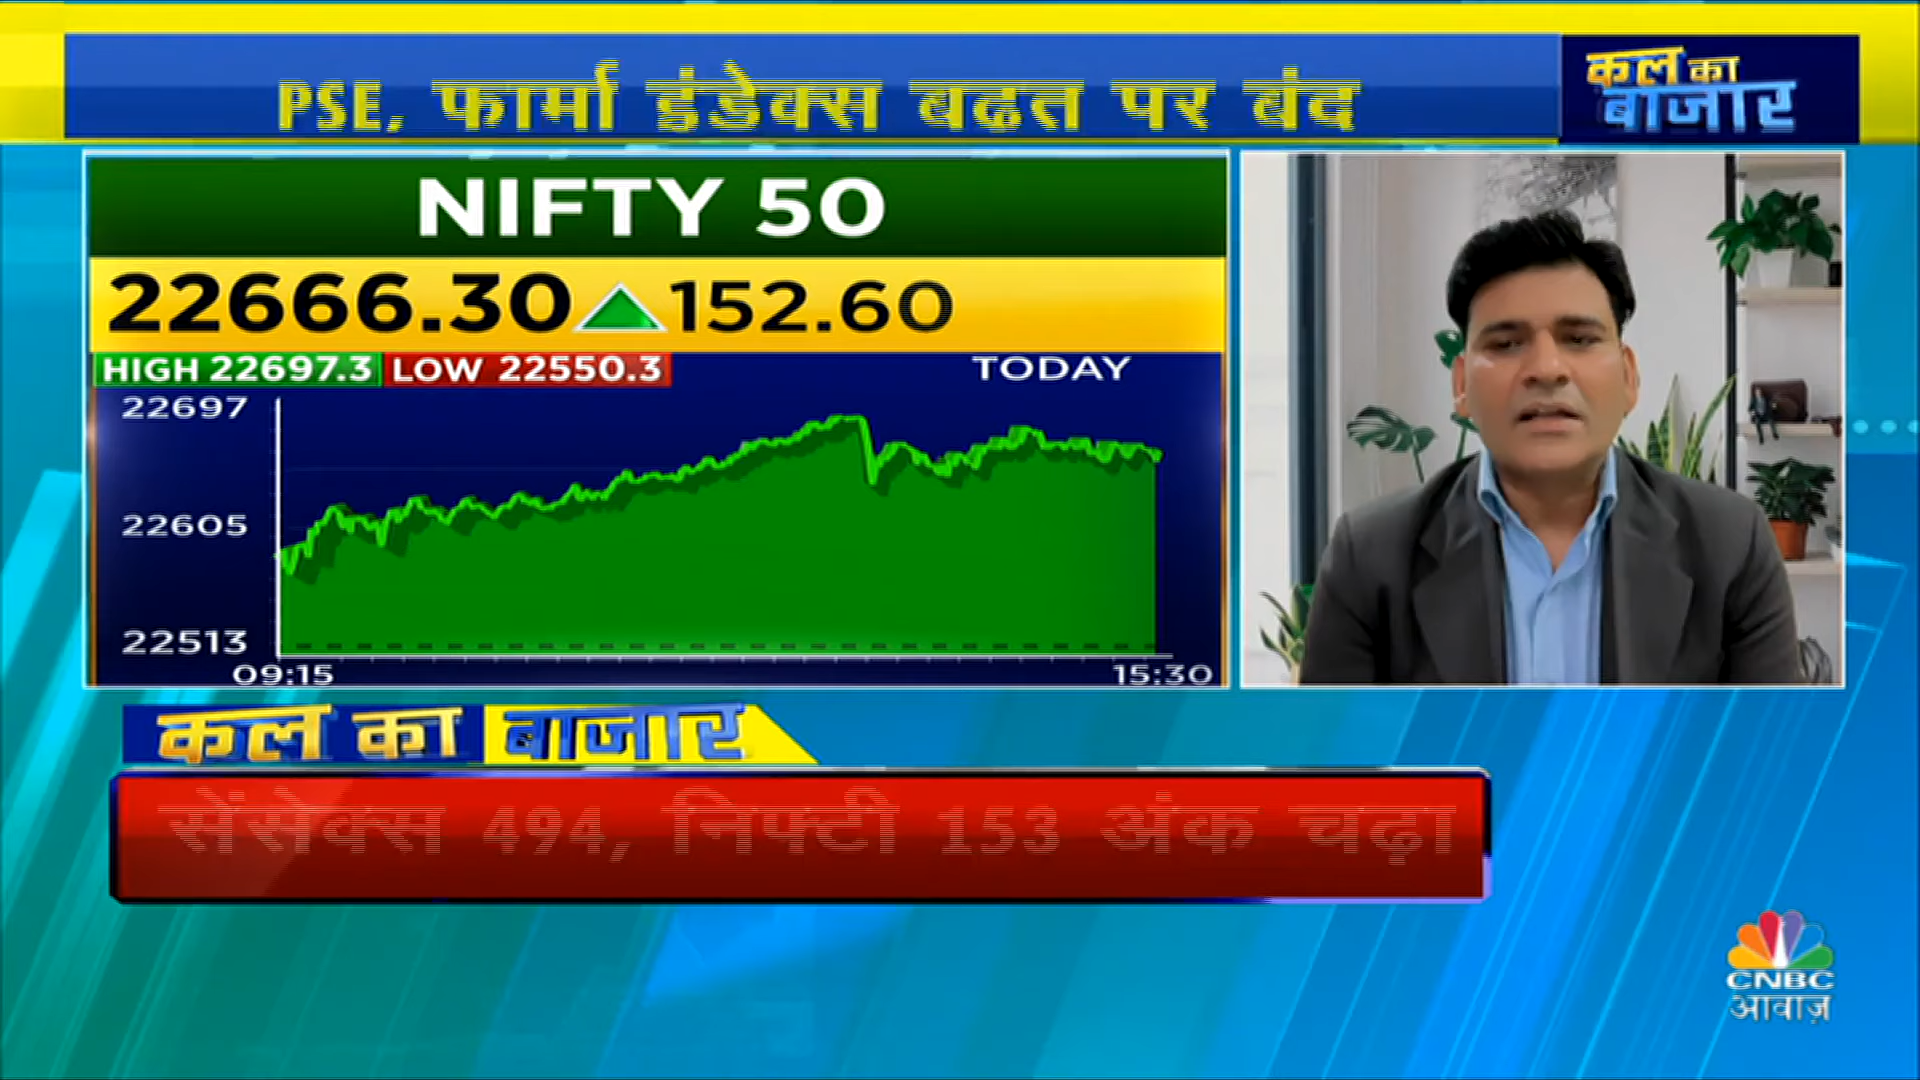 PSE, फार्मा इंडेक्स बढ़त पर बंद
कल का
बाजार
NIFTY 50
22666.30 152.60
HIGH 22697.3 LOW 22550.3 TODAY
22697
22605
22513
09:15 15:30
कल का बाजार
सेंसेक्स 494, निफ्टी 153 अंक चढ़ा
CNBC
आवाज़